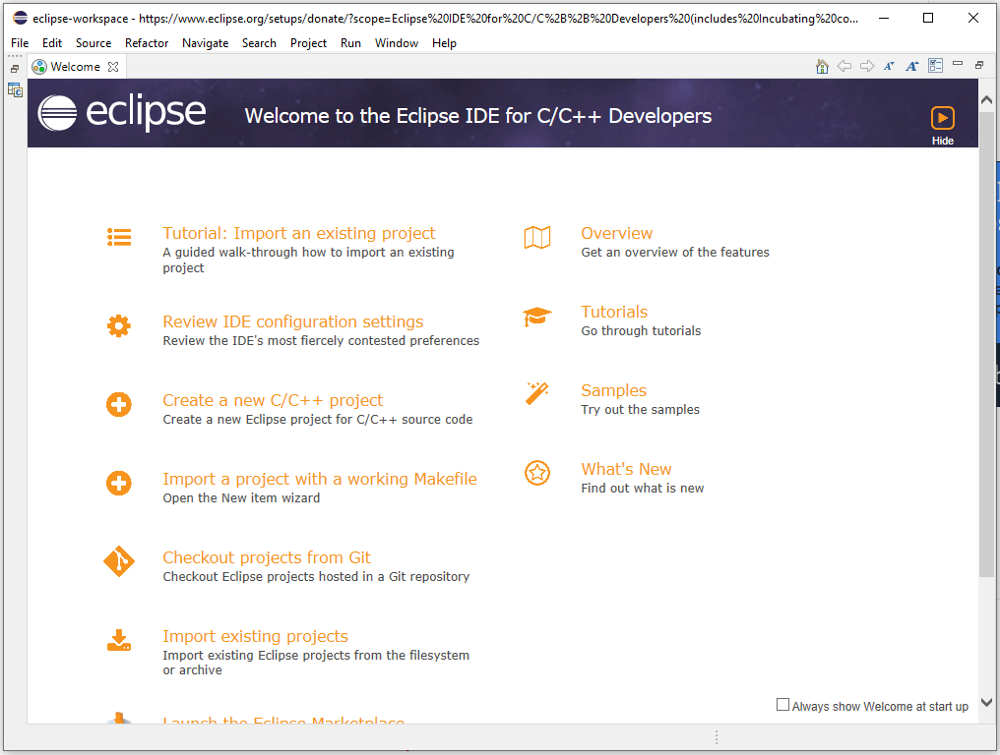 eclipse-workspace - https://www.eclipse.org/setups/donate/?scope=Eclipse%20IDE%20for%20C/C%2B%2B%20Developers%20(includes%20Incubating%20co...
File Edit Source Refactor Navigate Search Project Run Window Help
Welcome
eclipse
Welcome to the Eclipse IDE for C/C++ Developers
Hide
Tutorial: Import an existing project
A guided walk-through how to import an existing
project
Review IDE configuration settings
Review the IDE's most fiercely contested preferences
Create a new C/C++ project
Create a new Eclipse project for C/C++ source code
Import a project with a working Makefile
Open the New item wizard
Checkout projects from Git
Checkout Eclipse projects hosted in a Git repository
Import existing projects
Import existing Eclipse projects from the filesystem
or archive
Launch the Eclipse Marketplace
Overview
Get an overview of the features
Tutorials
Go through tutorials
Samples
Try out the samples
What's New
Find out what is new
Always show Welcome at start up